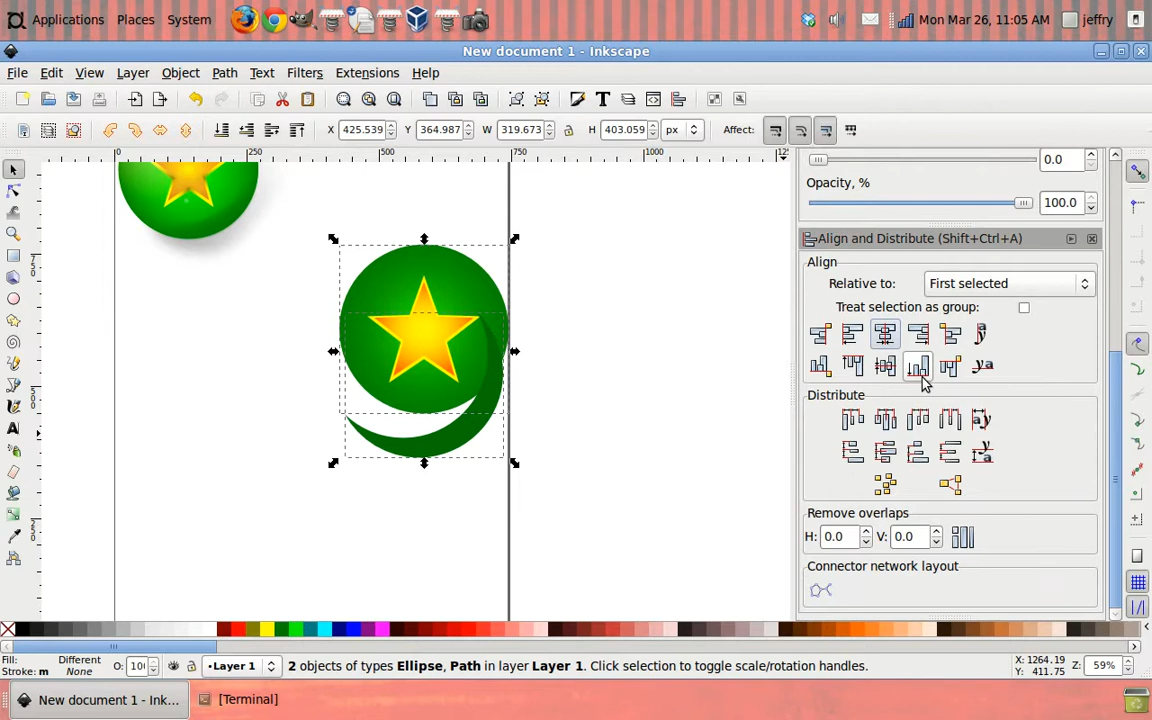 Applications Places System Mon Mar 26, 11:05 AM jeffry
New document 1 - Inkscape
File Edit View Layer Object Path Text Filters Extensions Help
X 425.539 Y 364.987 W 319.673 H 403.059 px Affect:
0 250 500 750 1000
0.0
Opacity, %
100.0
Align and Distribute (Shift+Ctrl+A)
Align
Relative to: First selected
Treat selection as group:
Distribute
Remove overlaps
H: 0.0 V: 0.0
Connector network layout
750
500
250
Fill: Different O: 10 Layer 1 2 objects of types Ellipse, Path in layer Layer 1. Click selection to toggle scale/rotation handles. X: 1264.19 Z: 59%
Stroke: m None Y: 411.75
New document 1 - Ink... [Terminal]